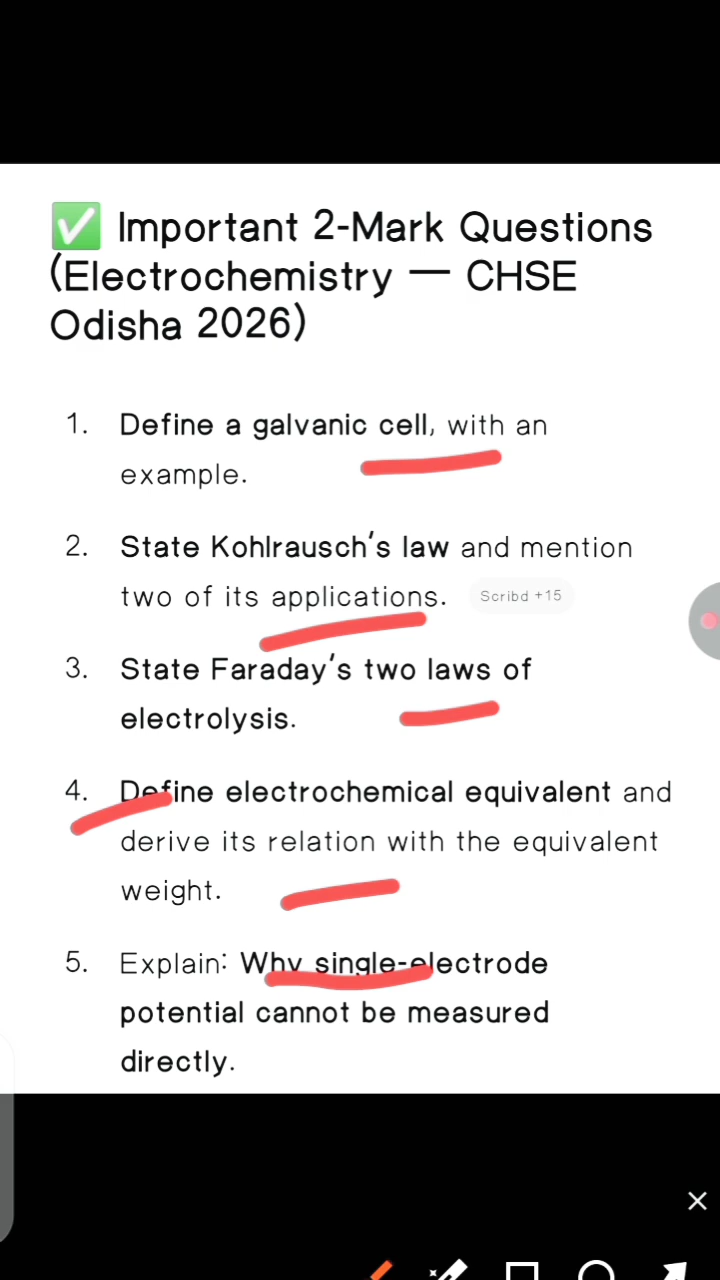 ✅ Important 2-Mark Questions
(Electrochemistry — CHSE
Odisha 2026)
1. Define a galvanic cell, with an
example.
2. State Kohlrausch's law and mention
two of its applications. Scribd +15
3. State Faraday's two laws of
electrolysis.
4. Define electrochemical equivalent and
derive its relation with the equivalent
weight.
5. Explain: Why single-electrode
potential cannot be measured
directly.